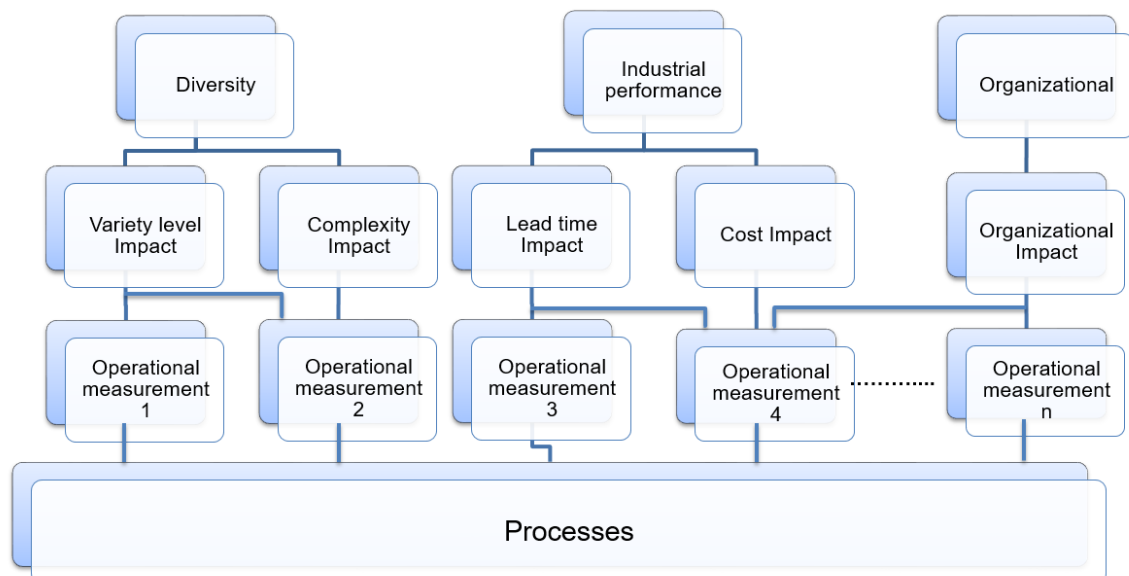 Diversity
Industrial
performance
Organizational
Variety level
Impact
Complexity
Impact
Lead time
Impact
Cost Impact
Organizational
Impact
Operational
measurement
1
Operational
measurement
2
Operational
measurement
3
Operational
measurement
4
Operational
measurement
n
Processes